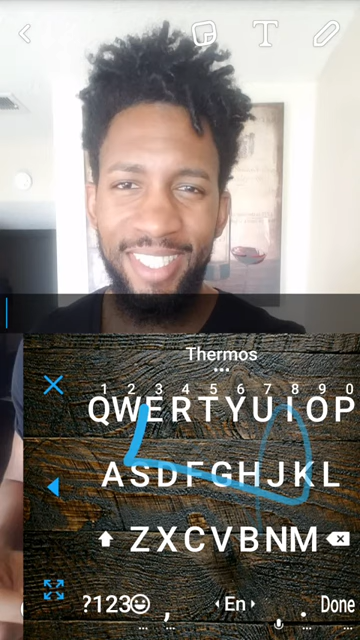 T
Thermos
1 2 3 4 5 6 7 8 9 0
QWERTYUIOP
ASDFGHJKL
ZXCVBNM
?123 , En . Done